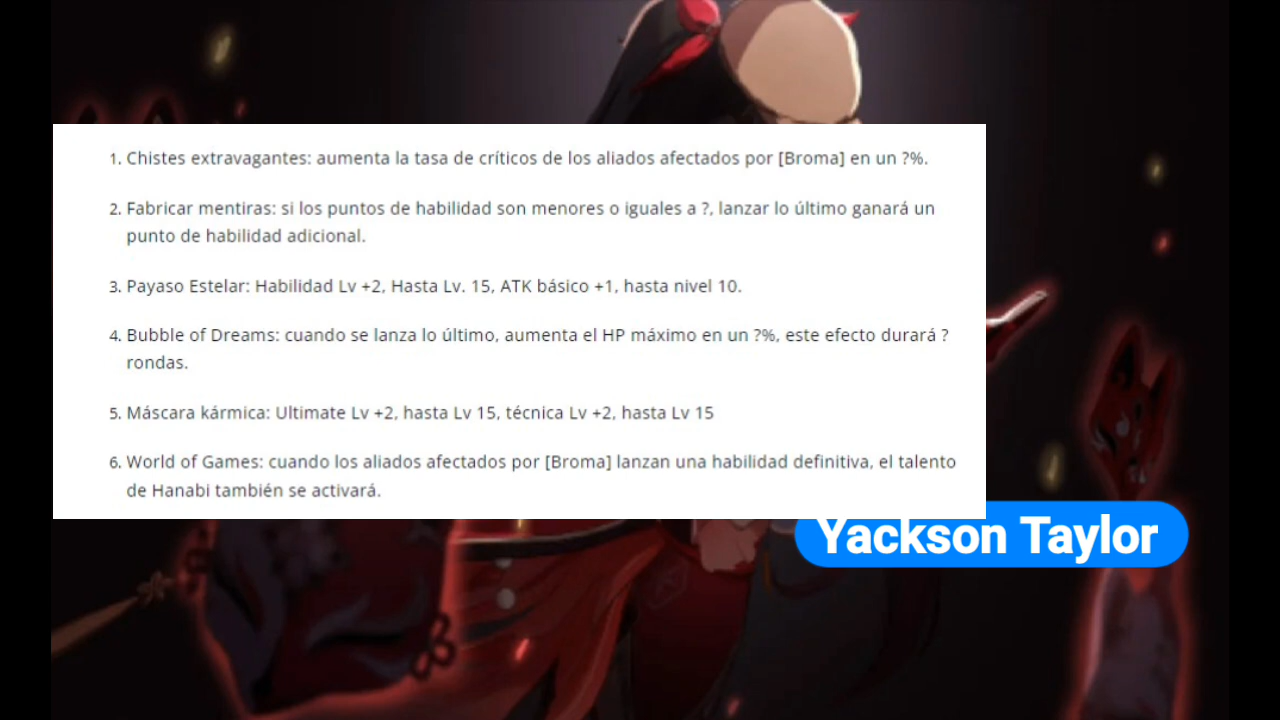 1. Chistes extravagantes: aumenta la tasa de críticos de los aliados afectados por [Broma] en un ?%.
2. Fabricar mentiras: si los puntos de habilidad son menores o iguales a ?, lanzar lo último ganará un
punto de habilidad adicional.
3. Payaso Estelar: Habilidad Lv +2, Hasta Lv. 15, ATK básico +1, hasta nivel 10.
4. Bubble of Dreams: cuando se lanza lo último, aumenta el HP máximo en un ?%, este efecto durará ?
rondas.
5. Máscara kármica: Ultimate Lv +2, hasta Lv 15, técnica Lv +2, hasta Lv 15
6. World of Games: cuando los aliados afectados por [Broma] lanzan una habilidad definitiva, el talento
de Hanabi también se activará.
Yackson Taylor